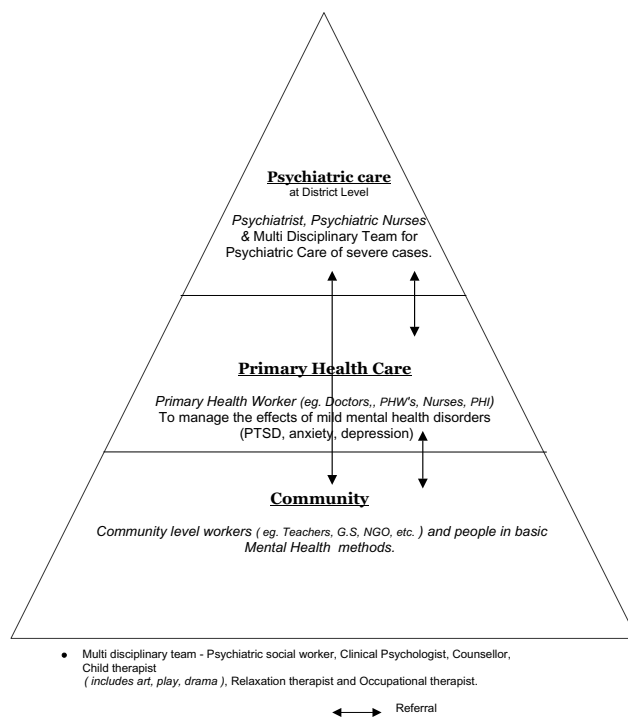 Psychiatric care
at District Level
Psychiatrist, Psychiatric Nurses
& Multi Disciplinary Team for
Psychiatric Care of severe cases.
Primary Health Care
Primary Health Worker (eg. Doctors,, PHW's, Nurses, PHI)
To manage the effects of mild mental health disorders
(PTSD, anxiety, depression)
Community
Community level workers ( eg. Teachers, G.S, NGO, etc. ) and people in basic
Mental Health methods.
● Multi disciplinary team - Psychiatric social worker, Clinical Psychologist, Counsellor,
Child therapist
( includes art, play, drama ), Relaxation therapist and Occupational therapist.
Referral